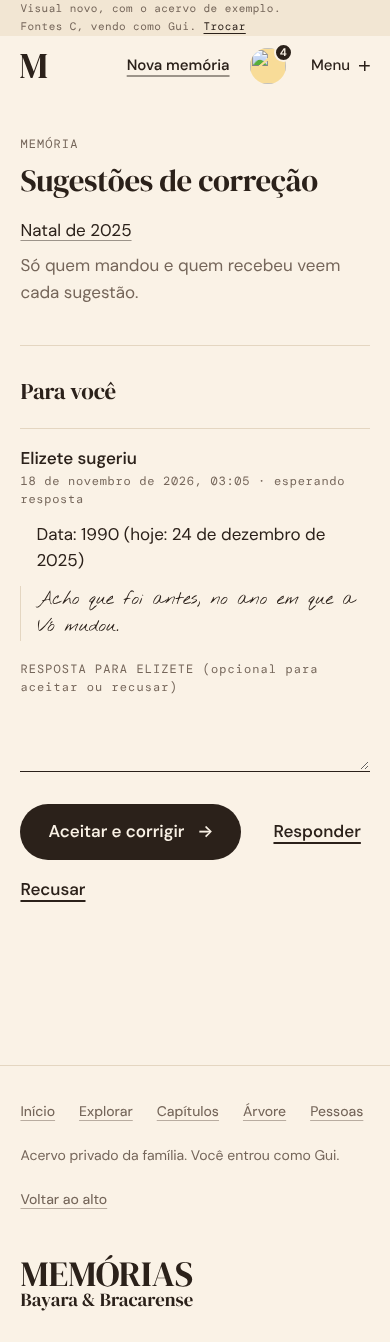 Visual novo, com o acervo de exemplo.
Fontes C, vendo como Gui. Trocar
M
Nova memória
4
Menu +
MEMÓRIA
Sugestões de correção
Natal de 2025
Só quem mandou e quem recebeu veem
cada sugestão.
Para você
Elizete sugeriu
18 de novembro de 2026, 03:05 · esperando
resposta
Data: 1990 (hoje: 24 de dezembro de
2025)
Acho que foi antes, no ano em que a
Vó mudou.
RESPOSTA PARA ELIZETE (opcional para
aceitar ou recusar)
Aceitar e corrigir →
Responder
Recusar
Início Explorar Capítulos Árvore Pessoas
Acervo privado da família. Você entrou como Gui.
Voltar ao alto
MEMÓRIAS
Bayara & Bracarense